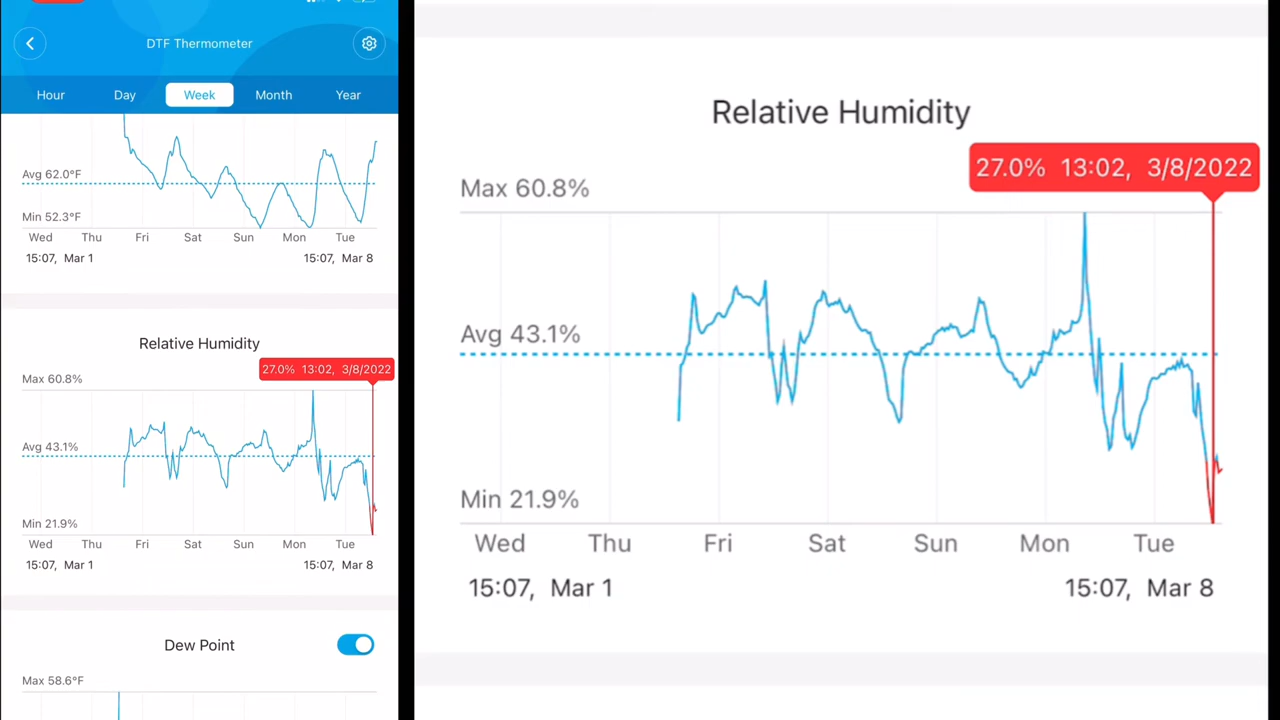 DTF Thermometer
Hour Day Week Month Year
Avg 62.0°F
Min 52.3°F
Wed Thu Fri Sat Sun Mon Tue
15:07, Mar 1 15:07, Mar 8
Relative Humidity
27.0% 13:02, 3/8/2022
Max 60.8%
Avg 43.1%
Min 21.9%
Wed Thu Fri Sat Sun Mon Tue
15:07, Mar 1 15:07, Mar 8
Dew Point
Max 58.6°F
Relative Humidity
27.0% 13:02, 3/8/2022
Max 60.8%
Avg 43.1%
Min 21.9%
Wed Thu Fri Sat Sun Mon Tue
15:07, Mar 1 15:07, Mar 8